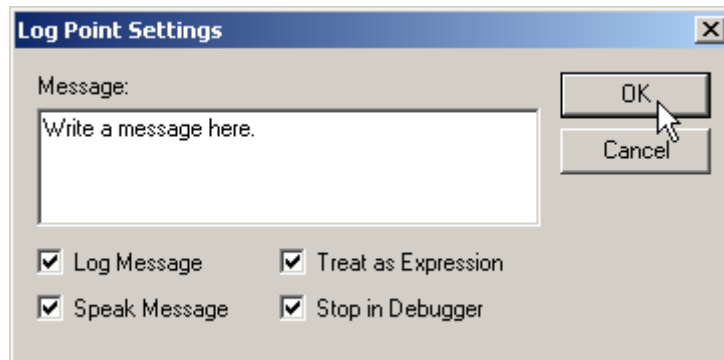 Log Point Settings
Message:
Write a message here.
OK
Cancel
Log Message
Treat as Expression
Speak Message
Stop in Debugger